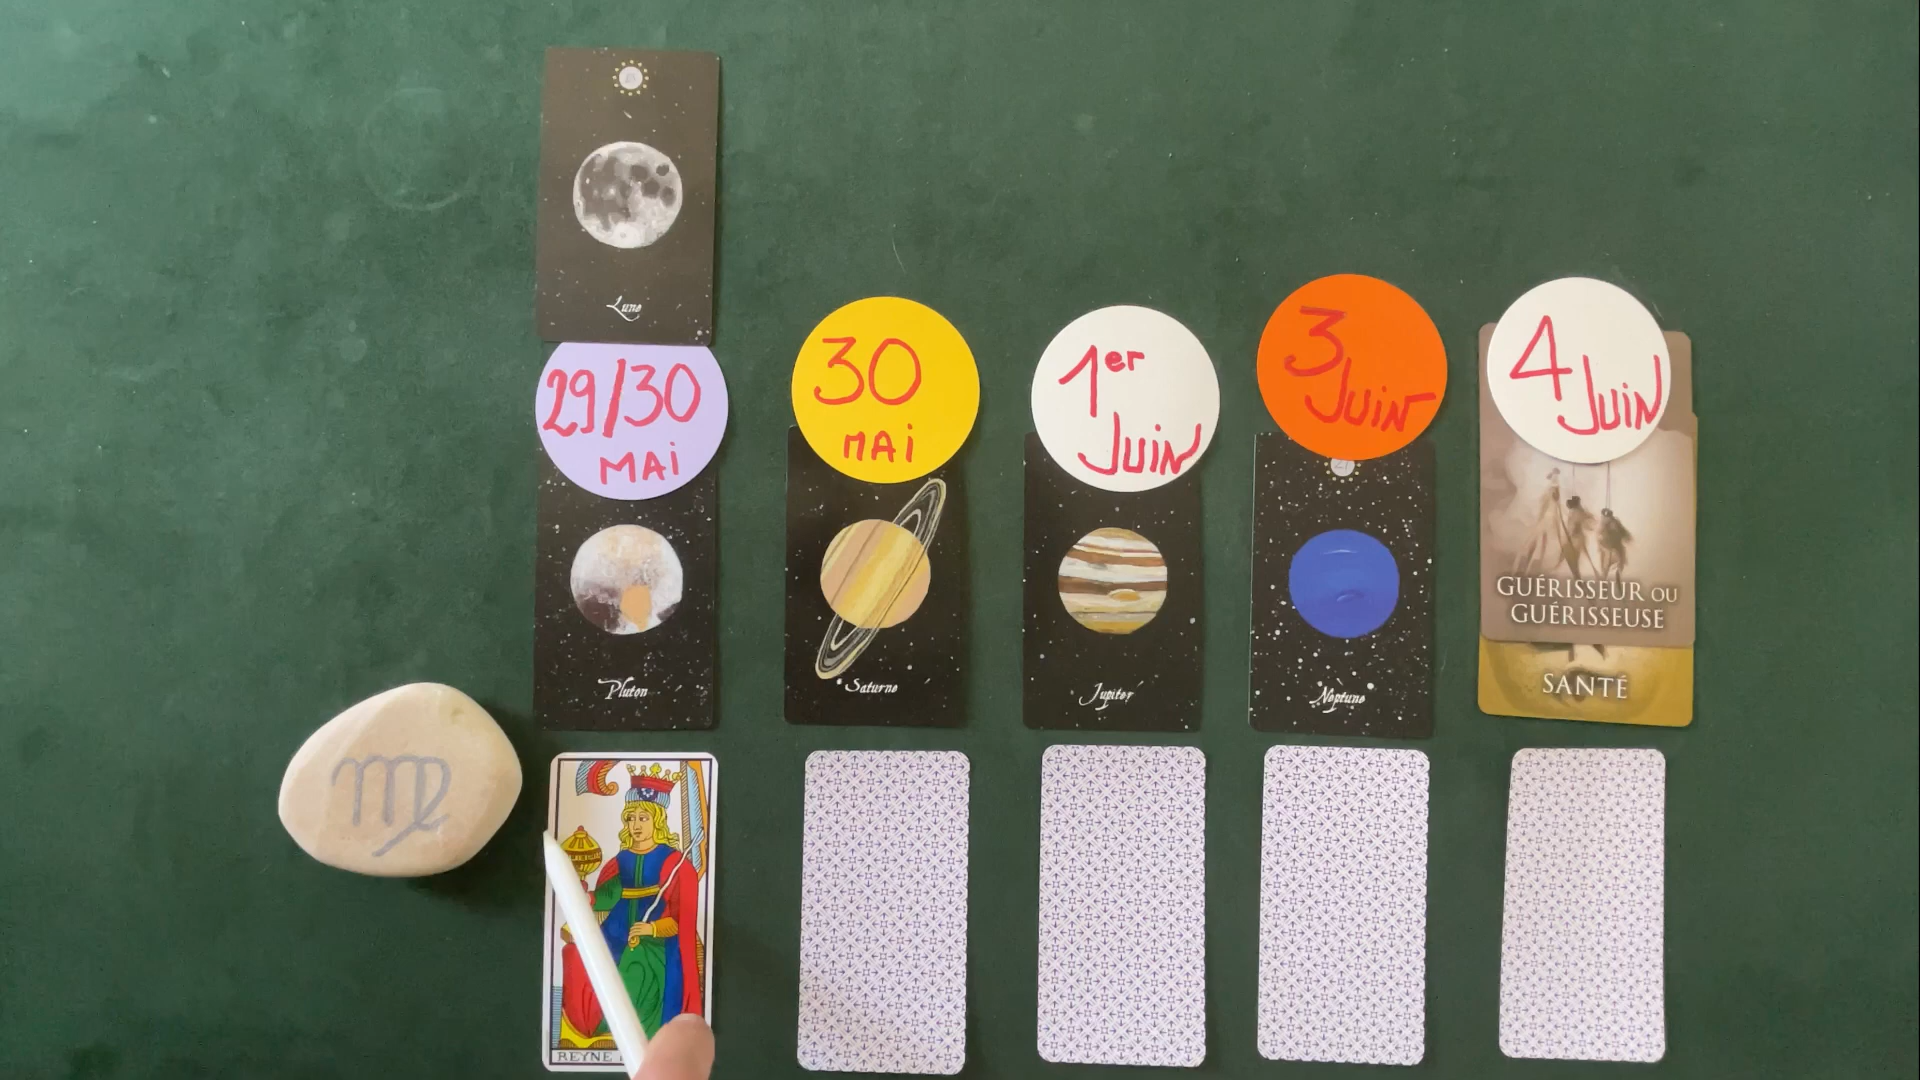 Lune
29/30
MAi
30
MAi
1er
Juin
3
Juin
4
Juin
21
Pluton
Saturne
Jupiter
Neptune
GUÉRISSEUR OU
GUÉRISSEUSE
SANTÉ
REYNE